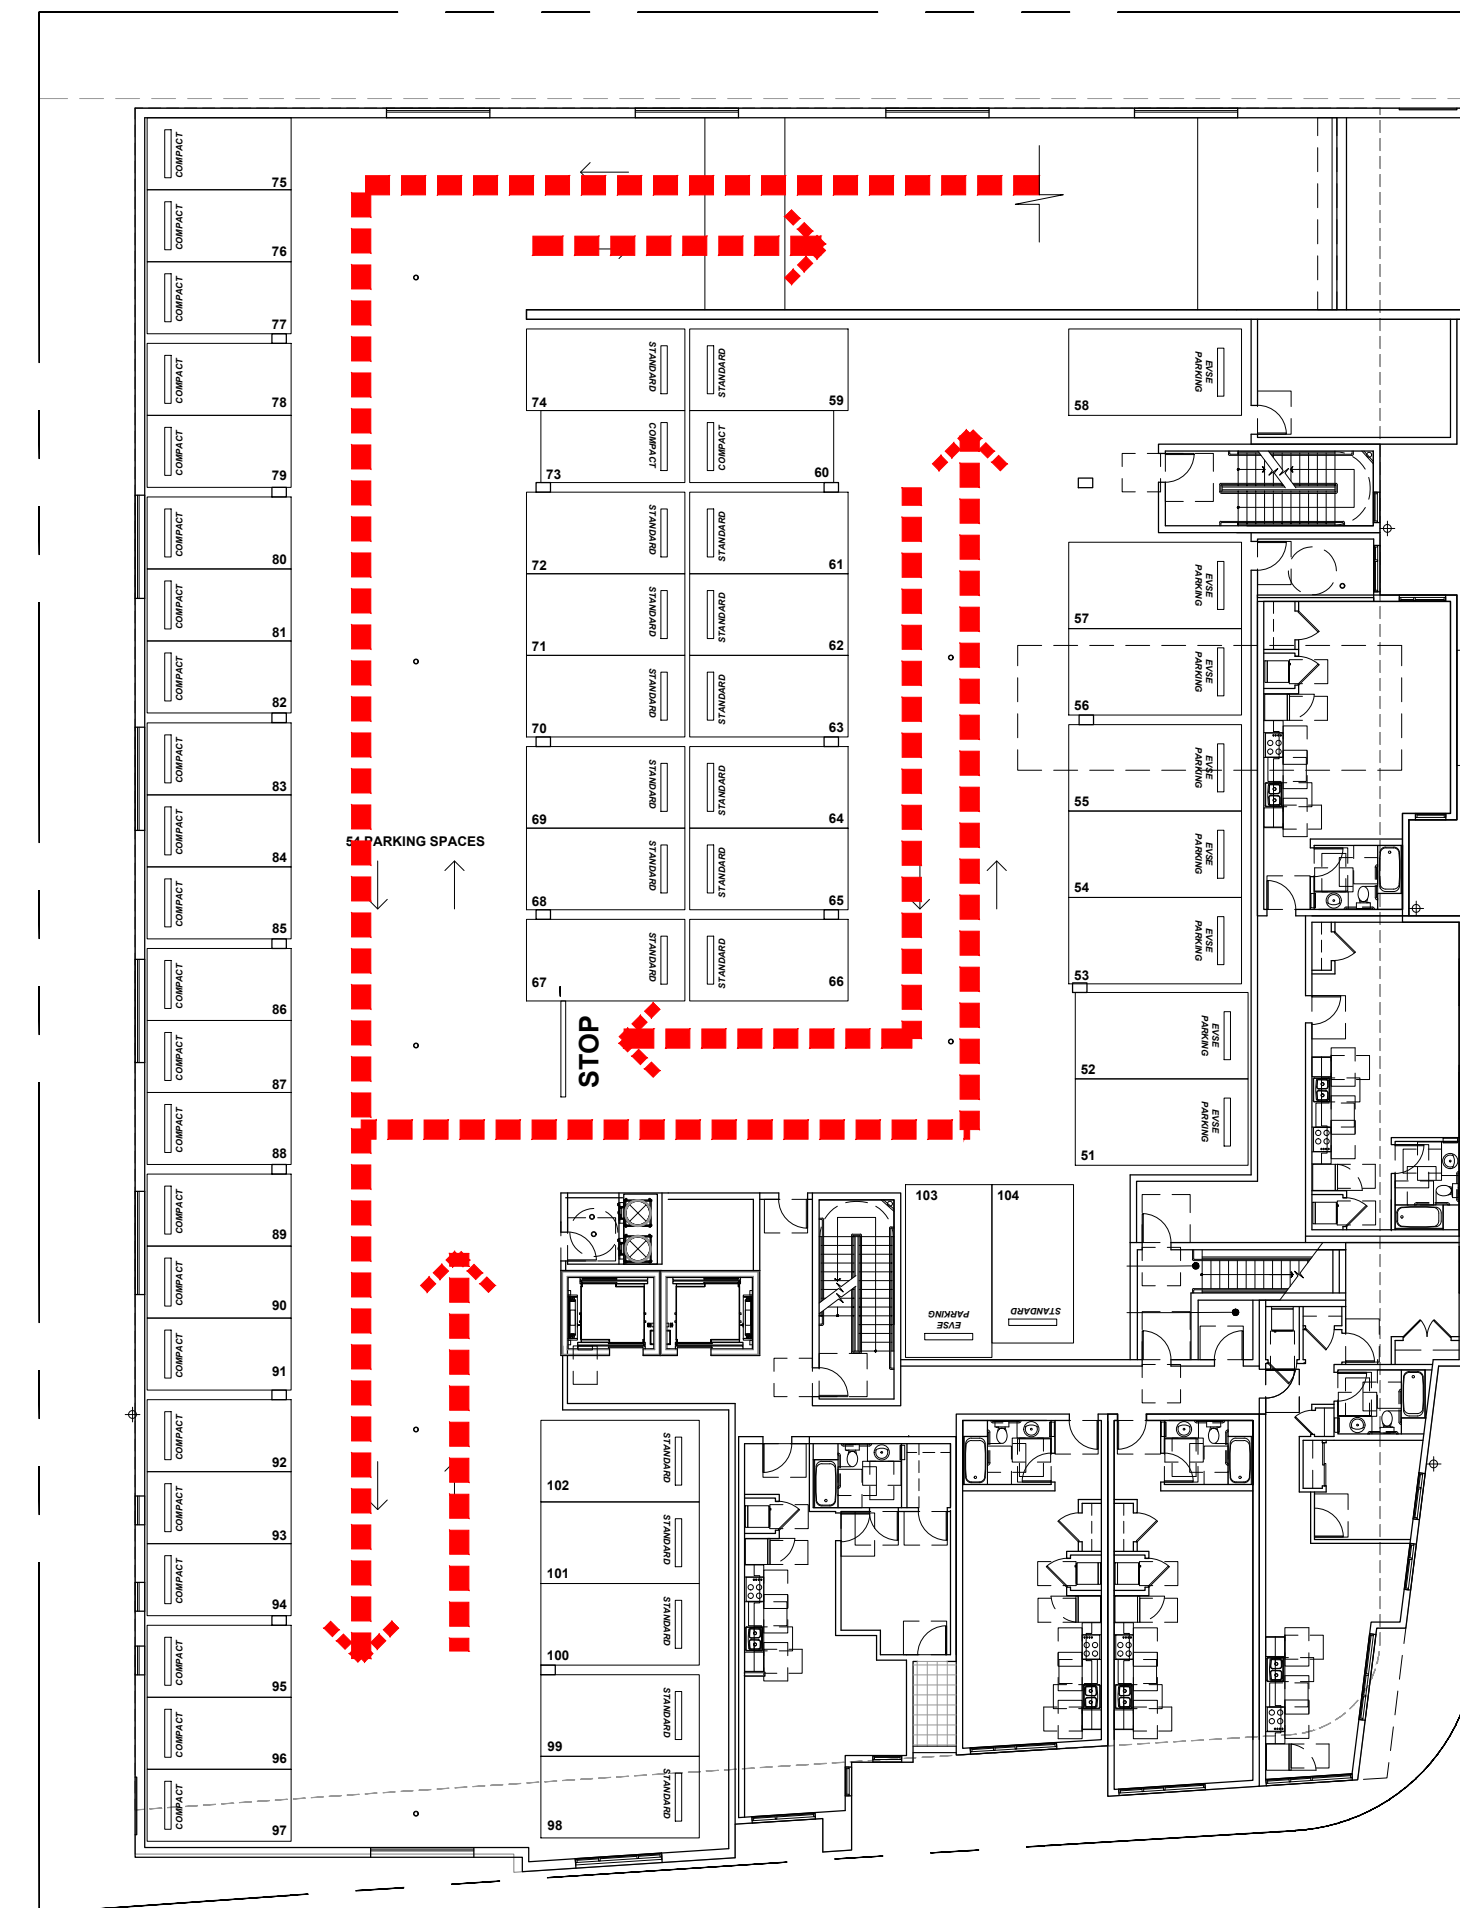 COMPACT
75
COMPACT
76
COMPACT
77
COMPACT
78
COMPACT
79
COMPACT
80
COMPACT
81
COMPACT
82
COMPACT
83
COMPACT
84
COMPACT
85
COMPACT
86
COMPACT
87
COMPACT
88
COMPACT
89
COMPACT
90
COMPACT
91
COMPACT
92
COMPACT
93
COMPACT
94
COMPACT
95
COMPACT
96
COMPACT
97
54 PARKING SPACES
STANDARD
74
COMPACT
73
STANDARD
72
STANDARD
71
STANDARD
70
STANDARD
69
STANDARD
68
STANDARD
67
STANDARD
59
COMPACT
60
STANDARD
61
STANDARD
62
STANDARD
63
STANDARD
64
STANDARD
65
STANDARD
66
STOP
EVSE
PARKING
58
EVSE
PARKING
57
EVSE
PARKING
56
EVSE
PARKING
55
EVSE
PARKING
54
EVSE
PARKING
53
EVSE
PARKING
52
EVSE
PARKING
51
103
EVSE
PARKING
104
STANDARD
STANDARD
102
STANDARD
101
STANDARD
100
STANDARD
99
STANDARD
98